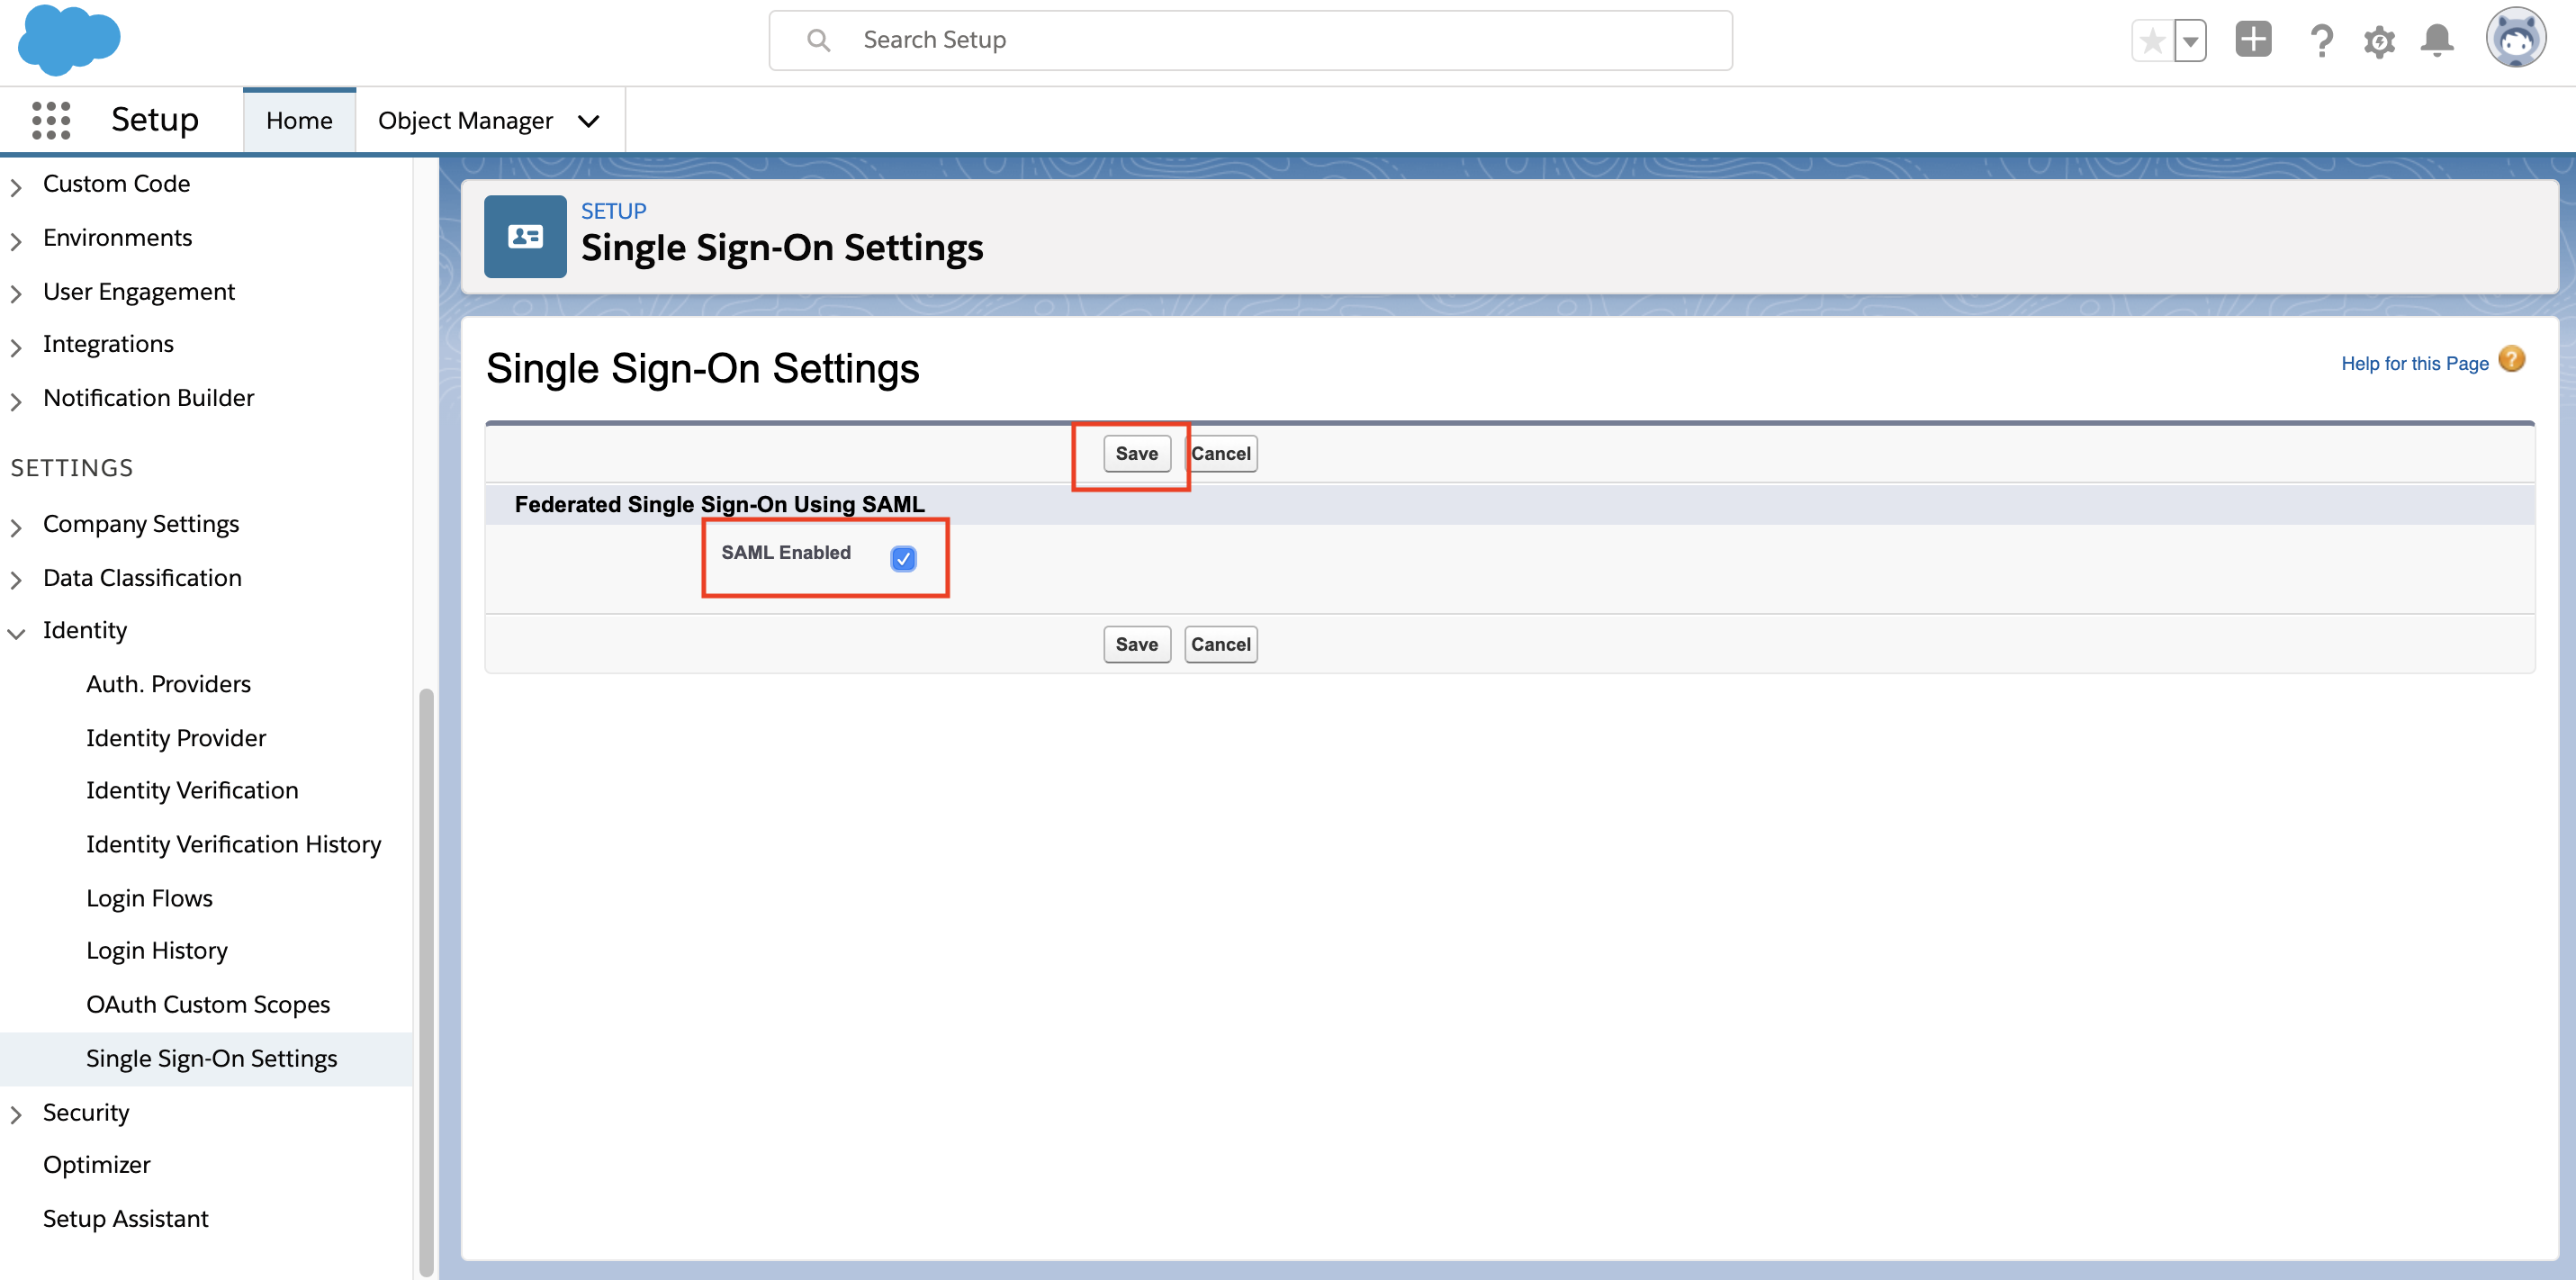 Search Setup
Setup
Home
Object Manager
Custom Code
Environments
User Engagement
Integrations
Notification Builder
SETTINGS
Company Settings
Data Classification
Identity
Auth. Providers
Identity Provider
Identity Verification
Identity Verification History
Login Flows
Login History
OAuth Custom Scopes
Single Sign-On Settings
Security
Optimizer
Setup Assistant
SETUP
Single Sign-On Settings
Single Sign-On Settings
Help for this Page ?
Save Cancel
Federated Single Sign-On Using SAML
SAML Enabled
Save Cancel